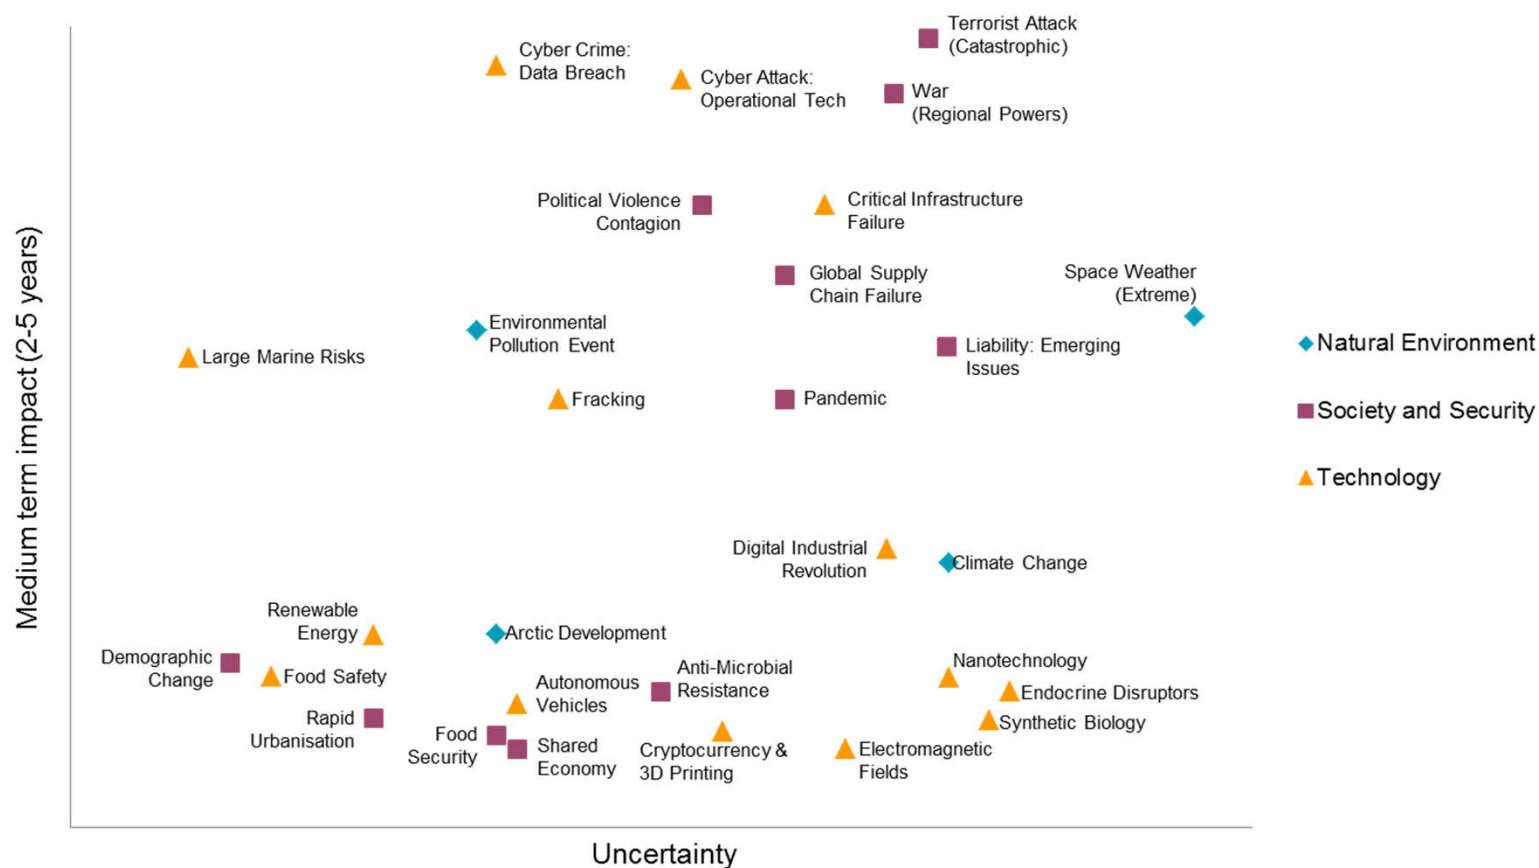 Terrorist Attack
(Catastrophic)
Cyber Crime:
Data Breach
Cyber Attack:
Operational Tech
War
(Regional Powers)
Political Violence
Contagion
Critical Infrastructure
Failure
Global Supply
Chain Failure
Space Weather
(Extreme)
Environmental
Pollution Event
Large Marine Risks
Liability: Emerging
Issues
Fracking
Pandemic
Natural Environment
Society and Security
Technology
Medium term impact (2-5 years)
Digital Industrial
Revolution
Climate Change
Renewable
Energy
Arctic Development
Demographic
Change
Food Safety
Anti-Microbial
Resistance
Nanotechnology
Autonomous
Vehicles
Endocrine Disruptors
Rapid
Urbanisation
Synthetic Biology
Food
Security
Shared
Economy
Cryptocurrency &
3D Printing
Electromagnetic
Fields
Uncertainty